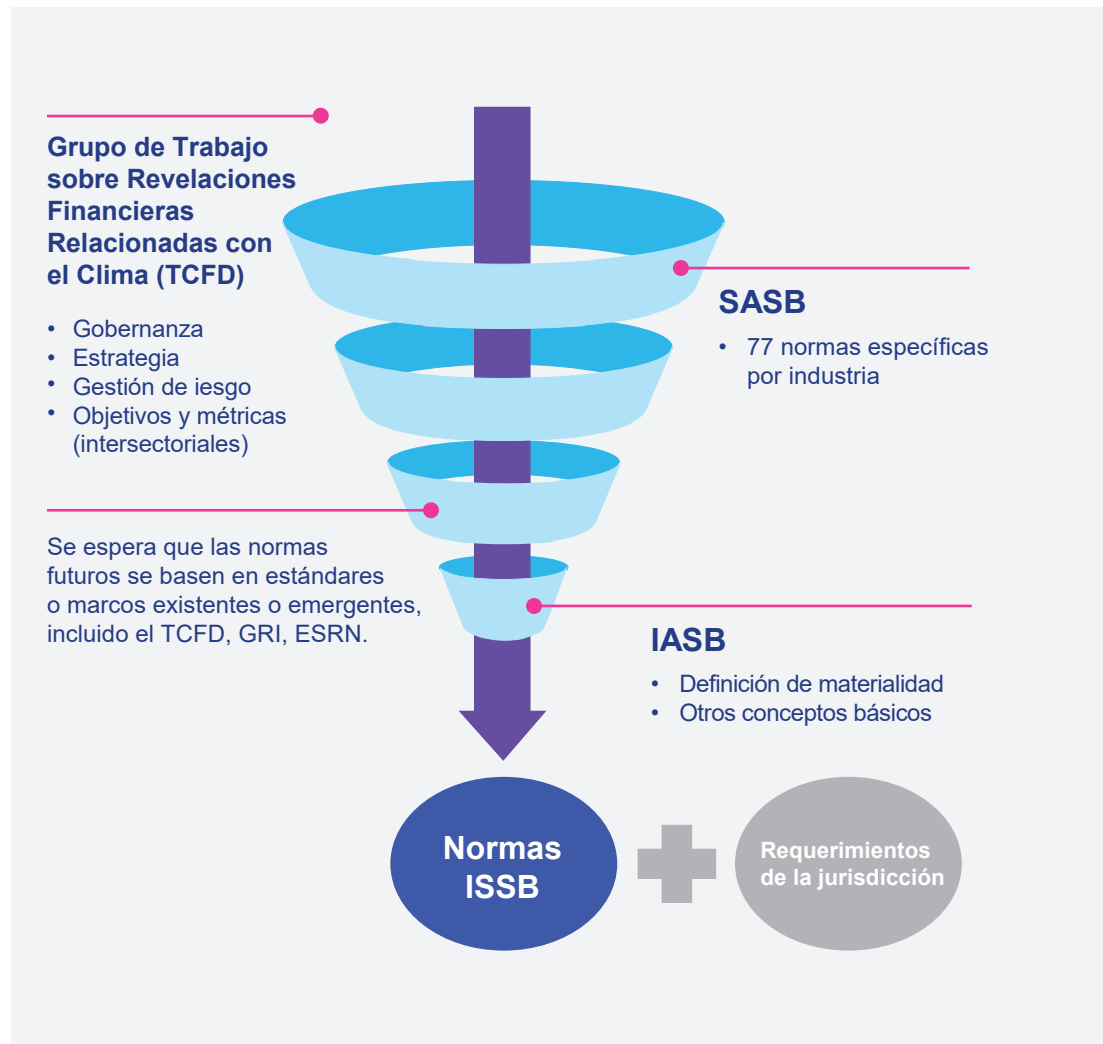 Grupo de Trabajo
sobre Revelaciones
Financieras
Relacionadas con
el Clima (TCFD)
• Gobernanza
• Estrategia
• Gestión de iesgo
• Objetivos y métricas
(intersectoriales)
SASB
• 77 normas específicas
por industria
Se espera que las normas
futuros se basen en estándares
o marcos existentes o emergentes,
incluido el TCFD, GRI, ESRN.
IASB
• Definición de materialidad
• Otros conceptos básicos
Normas
ISSB
Requerimientos
de la jurisdicción